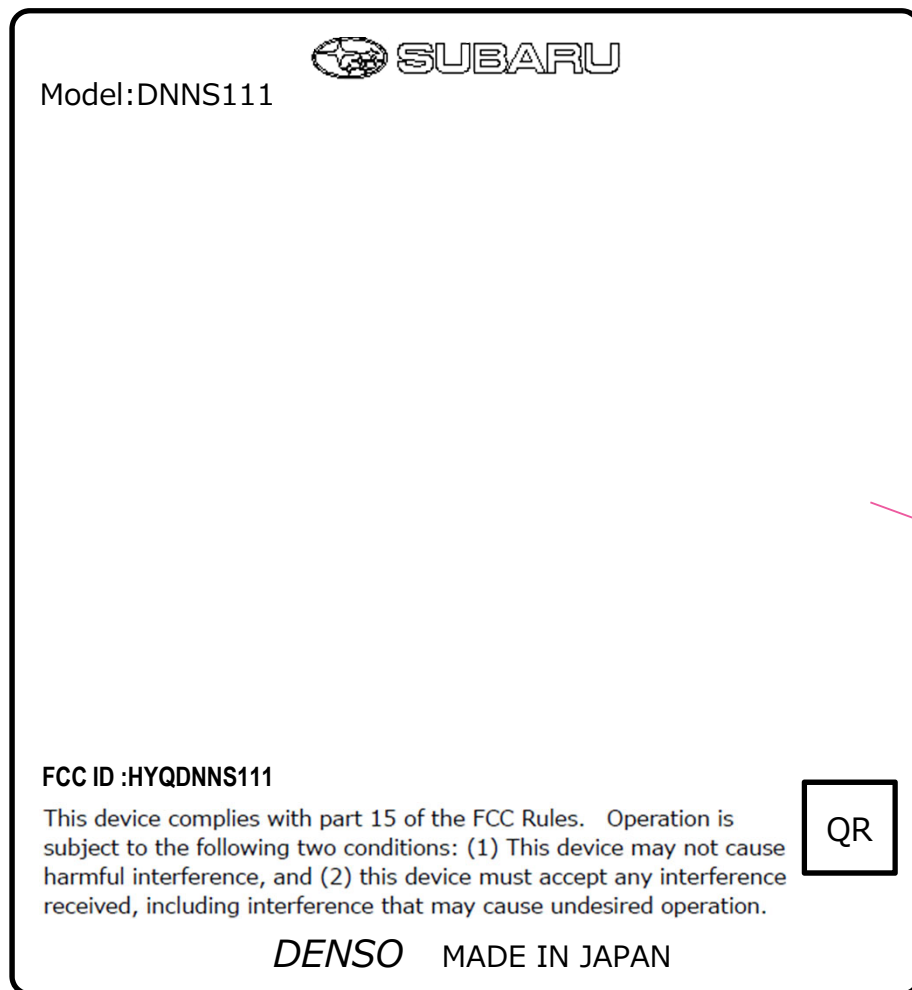 SUBARU
Model:DNNS111
FCC ID :HYQDNNS111
This device complies with part 15 of the FCC Rules. Operation is
subject to the following two conditions: (1) This device may not cause
harmful interference, and (2) this device must accept any interference
received, including interference that may cause undesired operation.
QR
DENSO MADE IN JAPAN